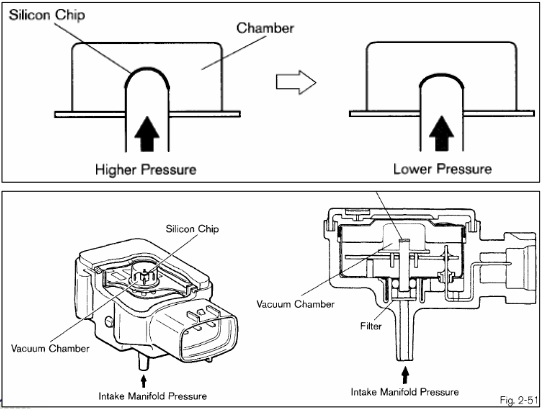 Silicon Chip
Chamber
Higher Pressure
Lower Pressure
Silicon Chip
Vacuum Chamber
Vacuum Chamber
Filter
Intake Manifold Pressure
Intake Manifold Pressure
Fig. 2-51